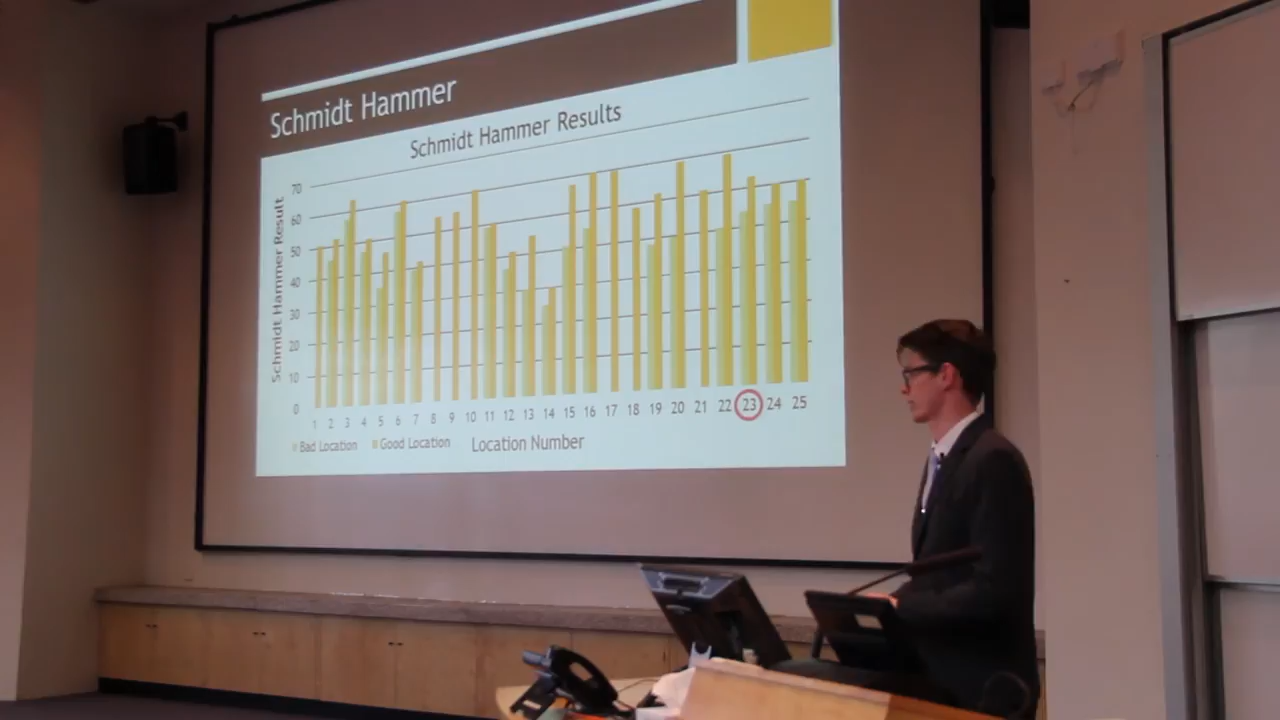 Schmidt Hammer
Schmidt Hammer Results
Schmidt Hammer Result
70
60
50
40
30
20
10
0
1 2 3 4 5 6 7 8 9 10 11 12 13 14 15 16 17 18 19 20 21 22 23 24 25
Bad Location Good Location Location Number